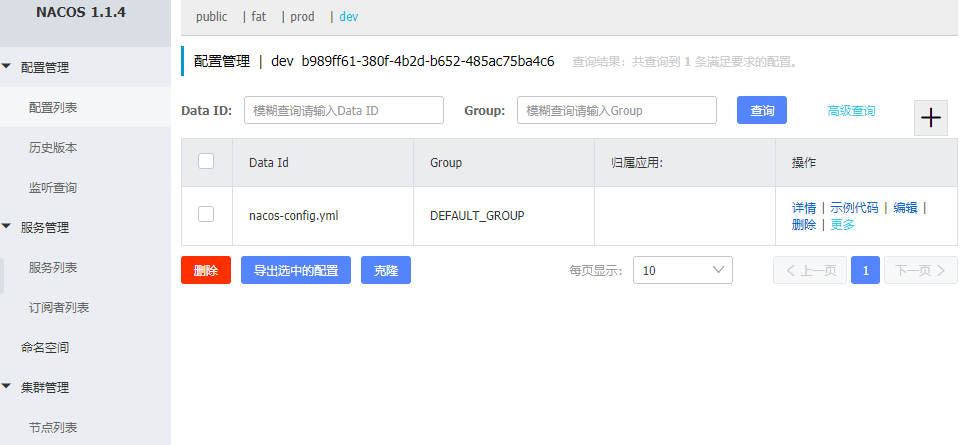 NACOS 1.1.4
配置管理
配置列表
历史版本
监听查询
服务管理
服务列表
订阅者列表
命名空间
集群管理
节点列表
public | fat | prod | dev
配置管理 | dev b989ff61-380f-4b2d-b652-485ac75ba4c6 查询结果：共查询到 1 条满足要求的配置。
Data ID: 模糊查询请输入Data ID Group: 模糊查询请输入Group 查询 高级查询
Data Id Group 归属应用: 操作
nacos-config.yml DEFAULT_GROUP 详情 | 示例代码 | 编辑 |
删除 | 更多
删除 导出选中的配置 克隆 每页显示: 10 上一页 1 下一页